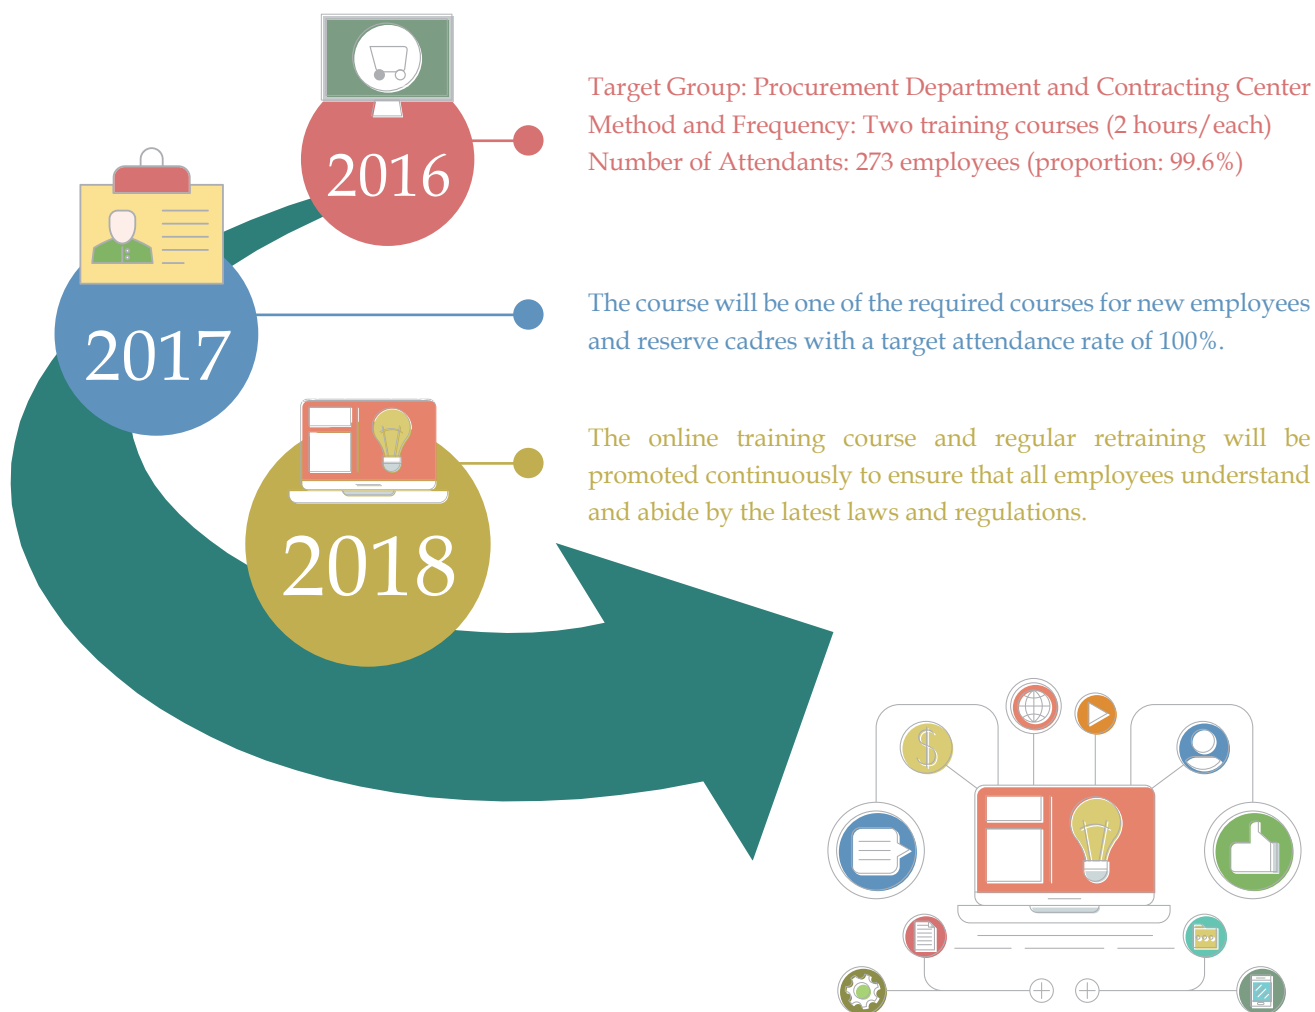 2016
Target Group: Procurement Department and Contracting Center
Method and Frequency: Two training courses (2 hours/each)
Number of Attendants: 273 employees (proportion: 99.6%)
2017
The course will be one of the required courses for new employees
and reserve cadres with a target attendance rate of 100%.
2018
The online training course and regular retraining will be
promoted continuously to ensure that all employees understand
and abide by the latest laws and regulations.
$